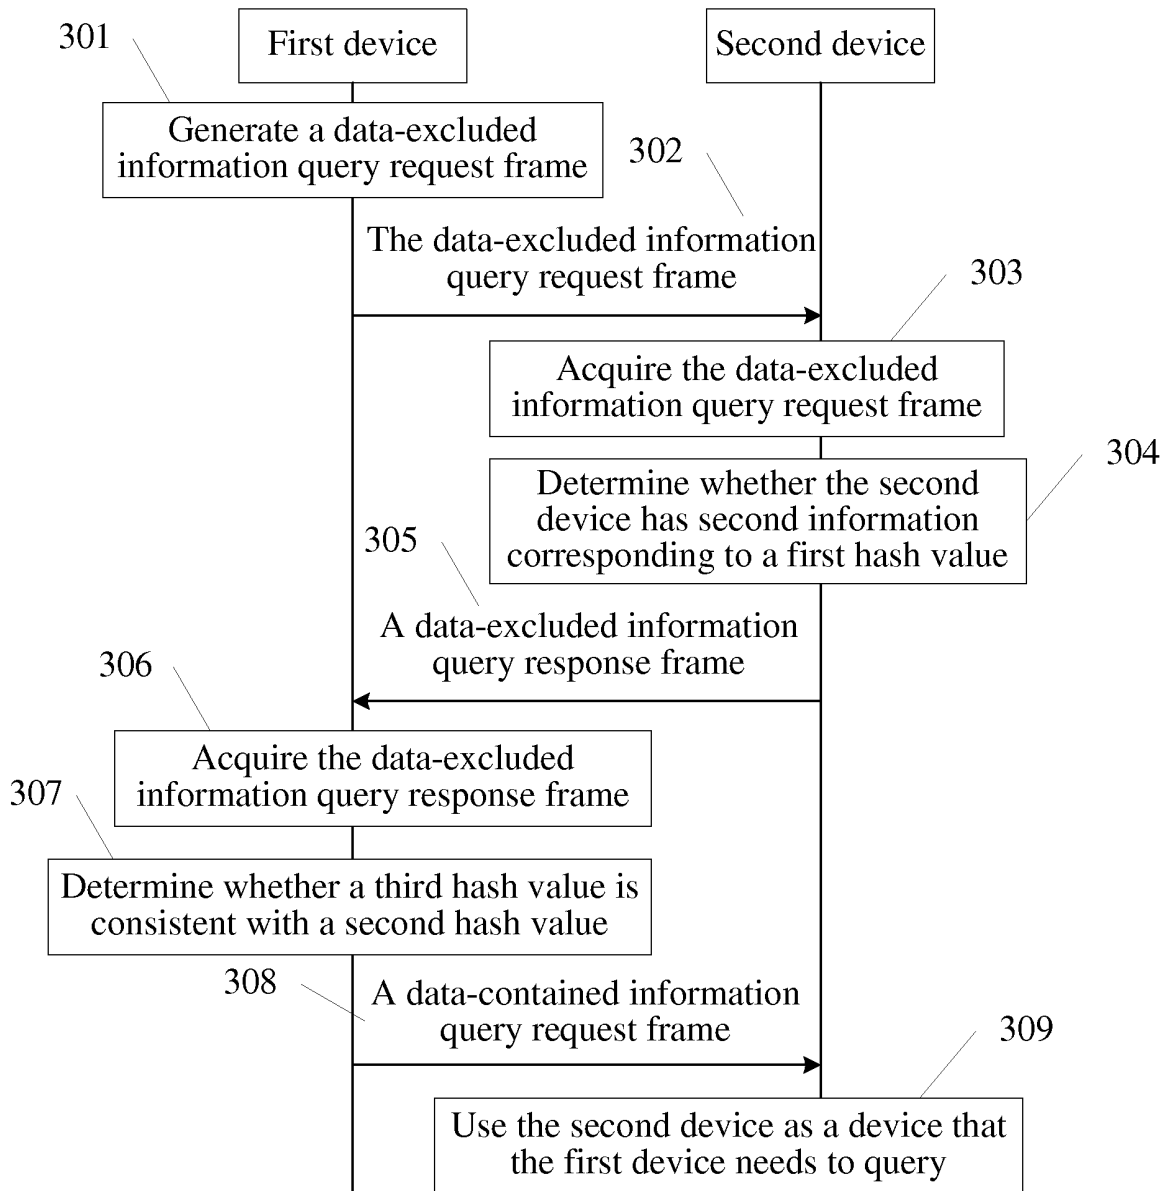 301
First device
Second device
Generate a data-excluded
information query request frame
302
The data-excluded information
query request frame
303
Acquire the data-excluded
information query request frame
304
Determine whether the second
device has second information
corresponding to a first hash value
305
A data-excluded information
query response frame
306
Acquire the data-excluded
information query response frame
307
Determine whether a third hash value is
consistent with a second hash value
308
A data-contained information
query request frame
309
Use the second device as a device that
the first device needs to query